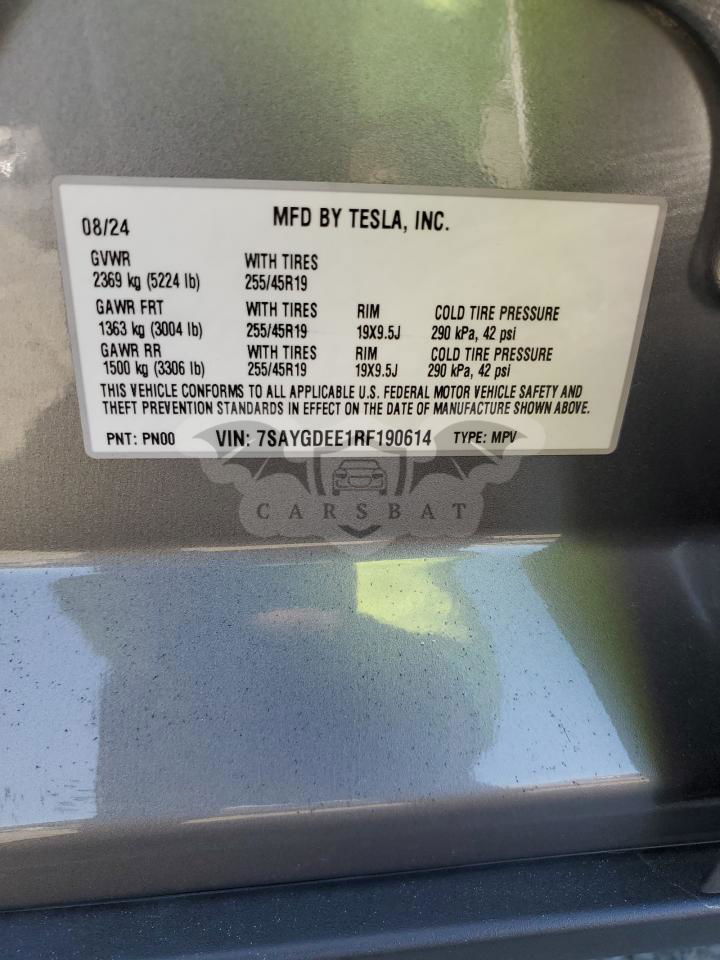 08/24 MFD BY TESLA, INC.
GVWR WITH TIRES
2369 kg (5224 lb) 255/45R19
GAWR FRT WITH TIRES RIM COLD TIRE PRESSURE
1363 kg (3004 lb) 255/45R19 19X9.5J 290 kPa, 42 psi
GAWR RR WITH TIRES RIM COLD TIRE PRESSURE
1500 kg (3306 lb) 255/45R19 19X9.5J 290 kPa, 42 psi
THIS VEHICLE CONFORMS TO ALL APPLICABLE U.S. FEDERAL MOTOR VEHICLE SAFETY AND
THEFT PREVENTION STANDARDS IN EFFECT ON THE DATE OF MANUFACTURE SHOWN ABOVE.
PNT: PN00 VIN: 7SAYGDEE1RF190614 TYPE: MPV
CARSBAT